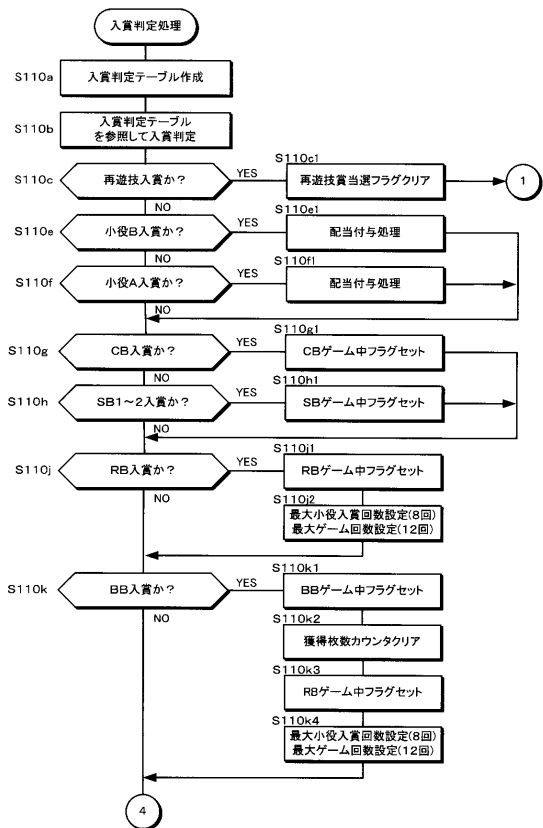 入賞判定処理
S110a
入賞判定テーブル作成
S110b
入賞判定テーブル
を参照して入賞判定
S110c
再遊技入賞か？
YES
S110c1
再遊技賞当選フラグクリア
1
NO
S110e
小役B入賞か？
YES
S110e1
配当付与処理
NO
S110f
小役A入賞か？
YES
S110f1
配当付与処理
NO
S110g
CB入賞か？
YES
S110g1
CBゲーム中フラグセット
NO
S110h
SB1～2入賞か？
YES
S110h1
SBゲーム中フラグセット
NO
S110j
RB入賞か？
YES
S110j1
RBゲーム中フラグセット
NO
S110j2
最大小役入賞回数設定(8回)
最大ゲーム回数設定(12回)
S110k
BB入賞か？
YES
S110k1
BBゲーム中フラグセット
NO
S110k2
獲得枚数カウンタクリア
S110k3
RBゲーム中フラグセット
S110k4
最大小役入賞回数設定(8回)
最大ゲーム回数設定(12回)
4